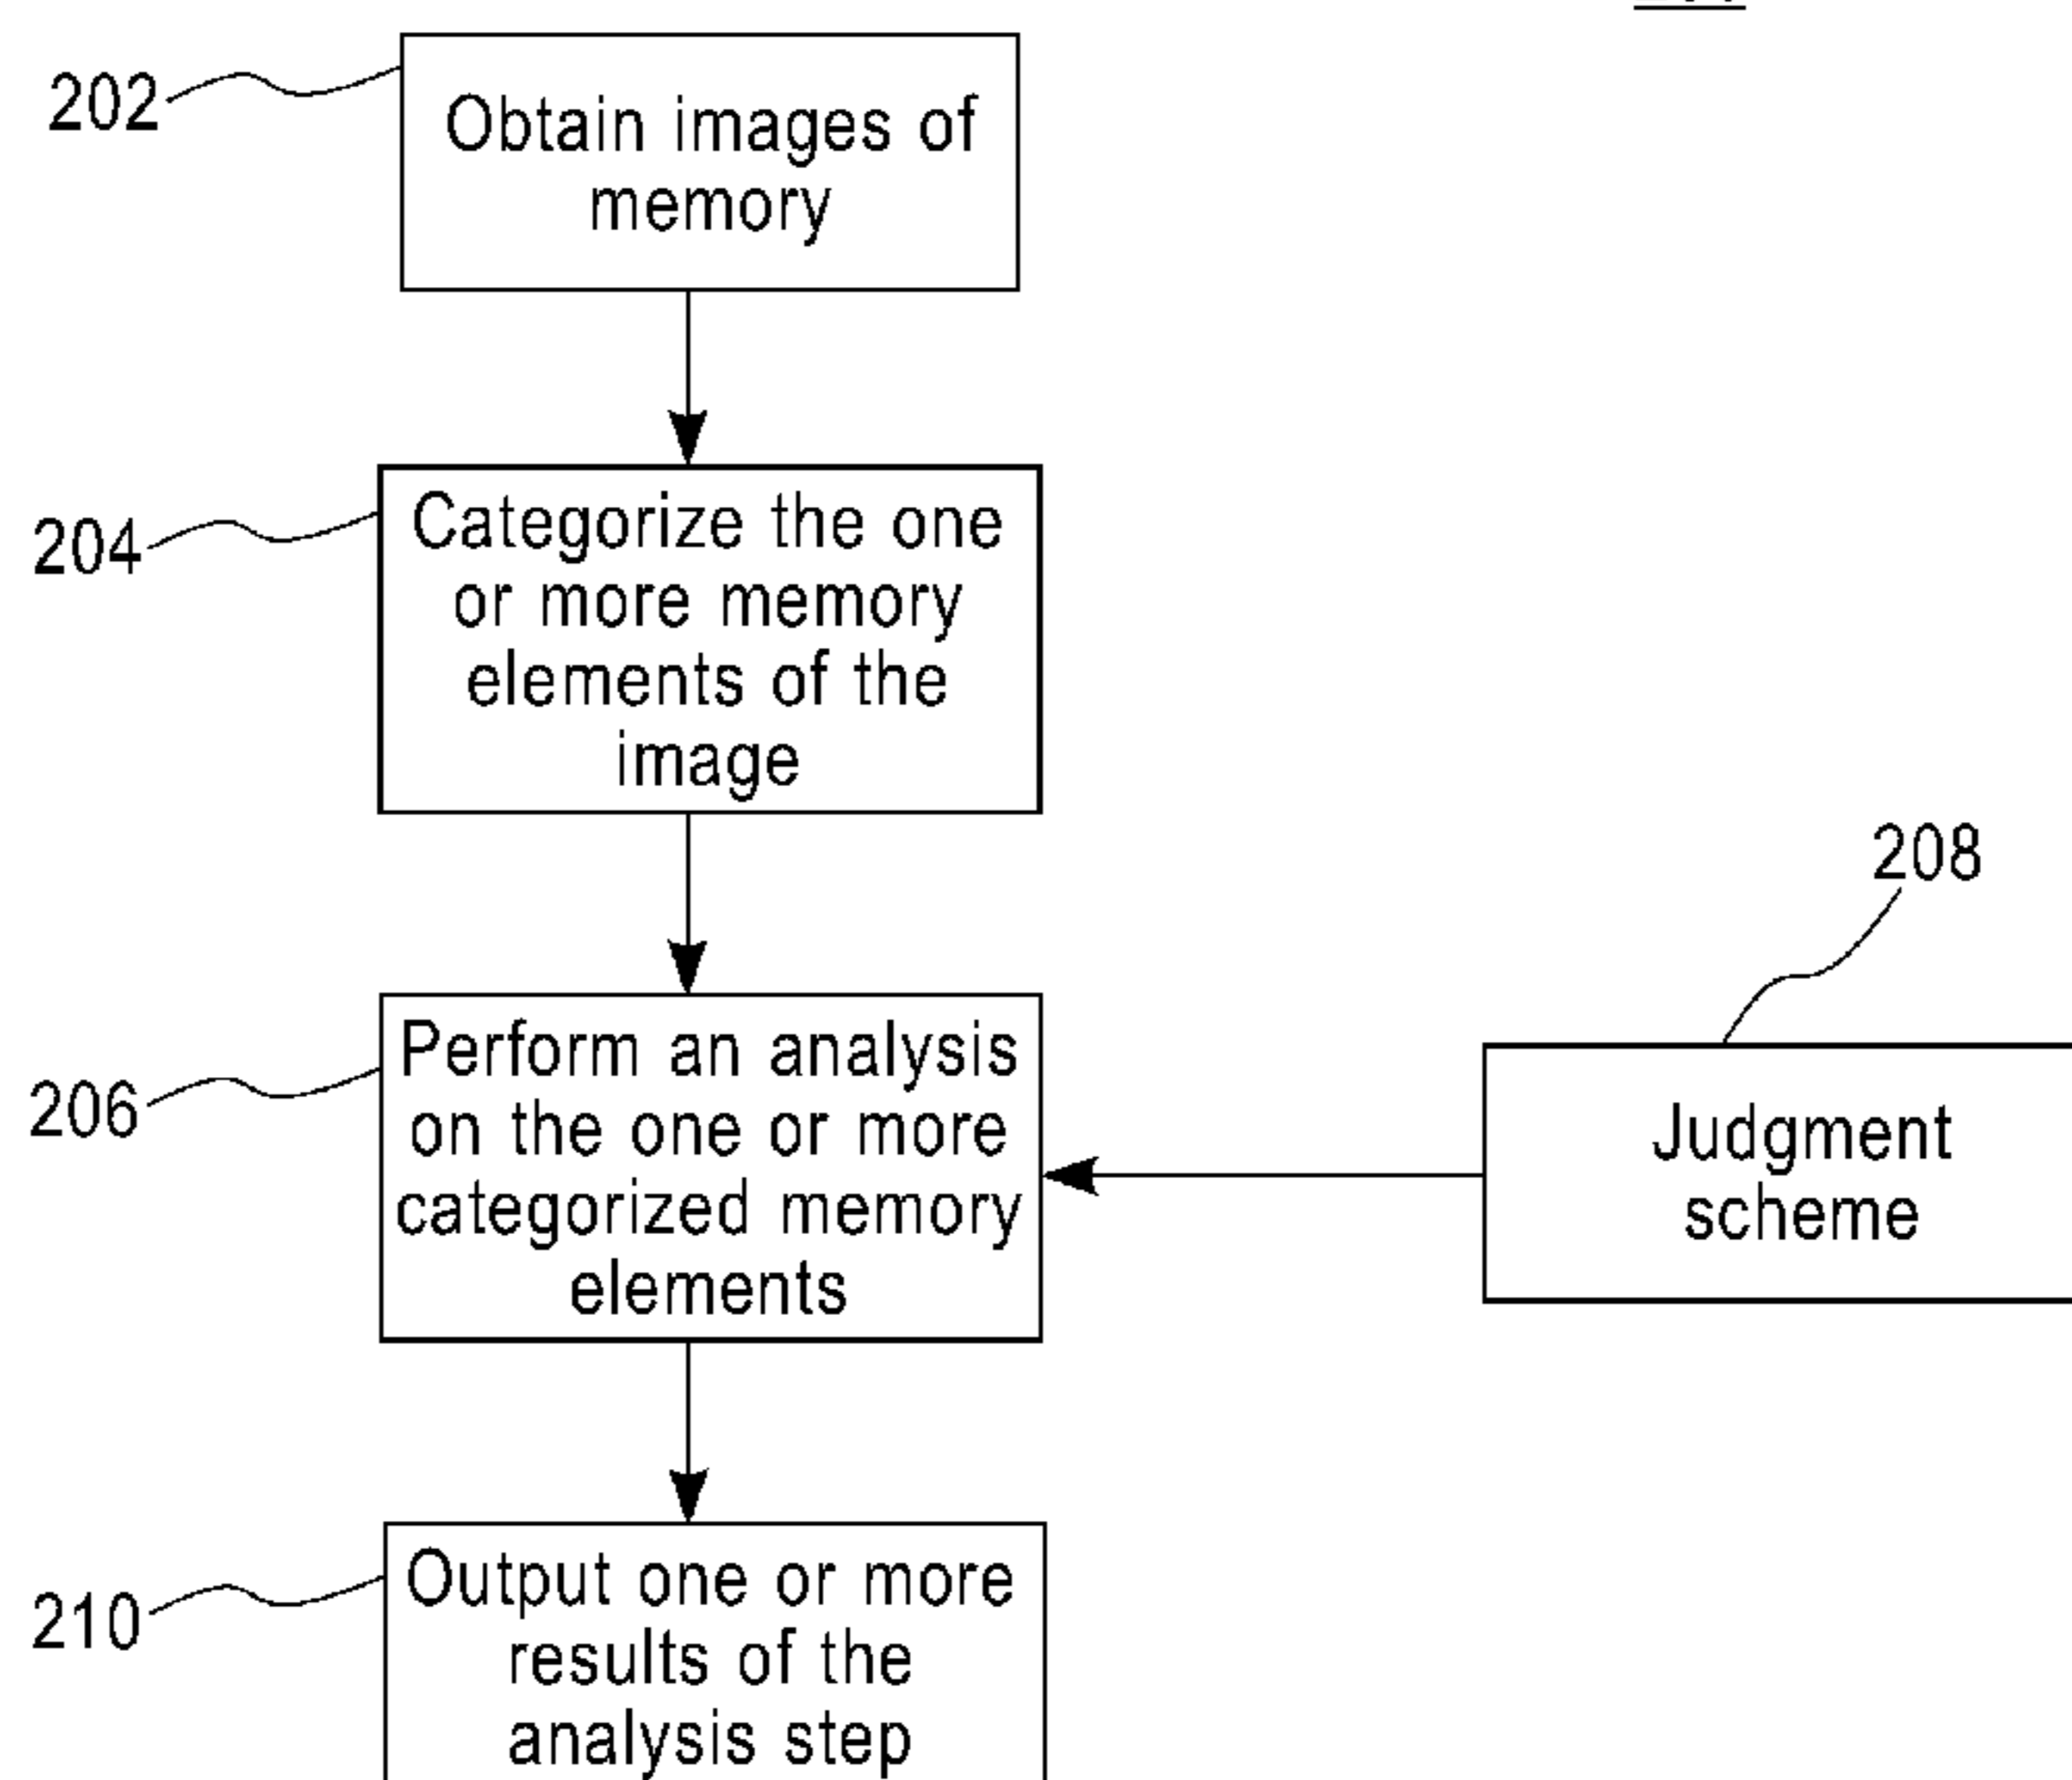 202
Obtain images of
memory
204
Categorize the one
or more memory
elements of the
image
208
206
Perform an analysis
on the one or more
categorized memory
elements
Judgment
scheme
210
Output one or more
results of the
analysis step